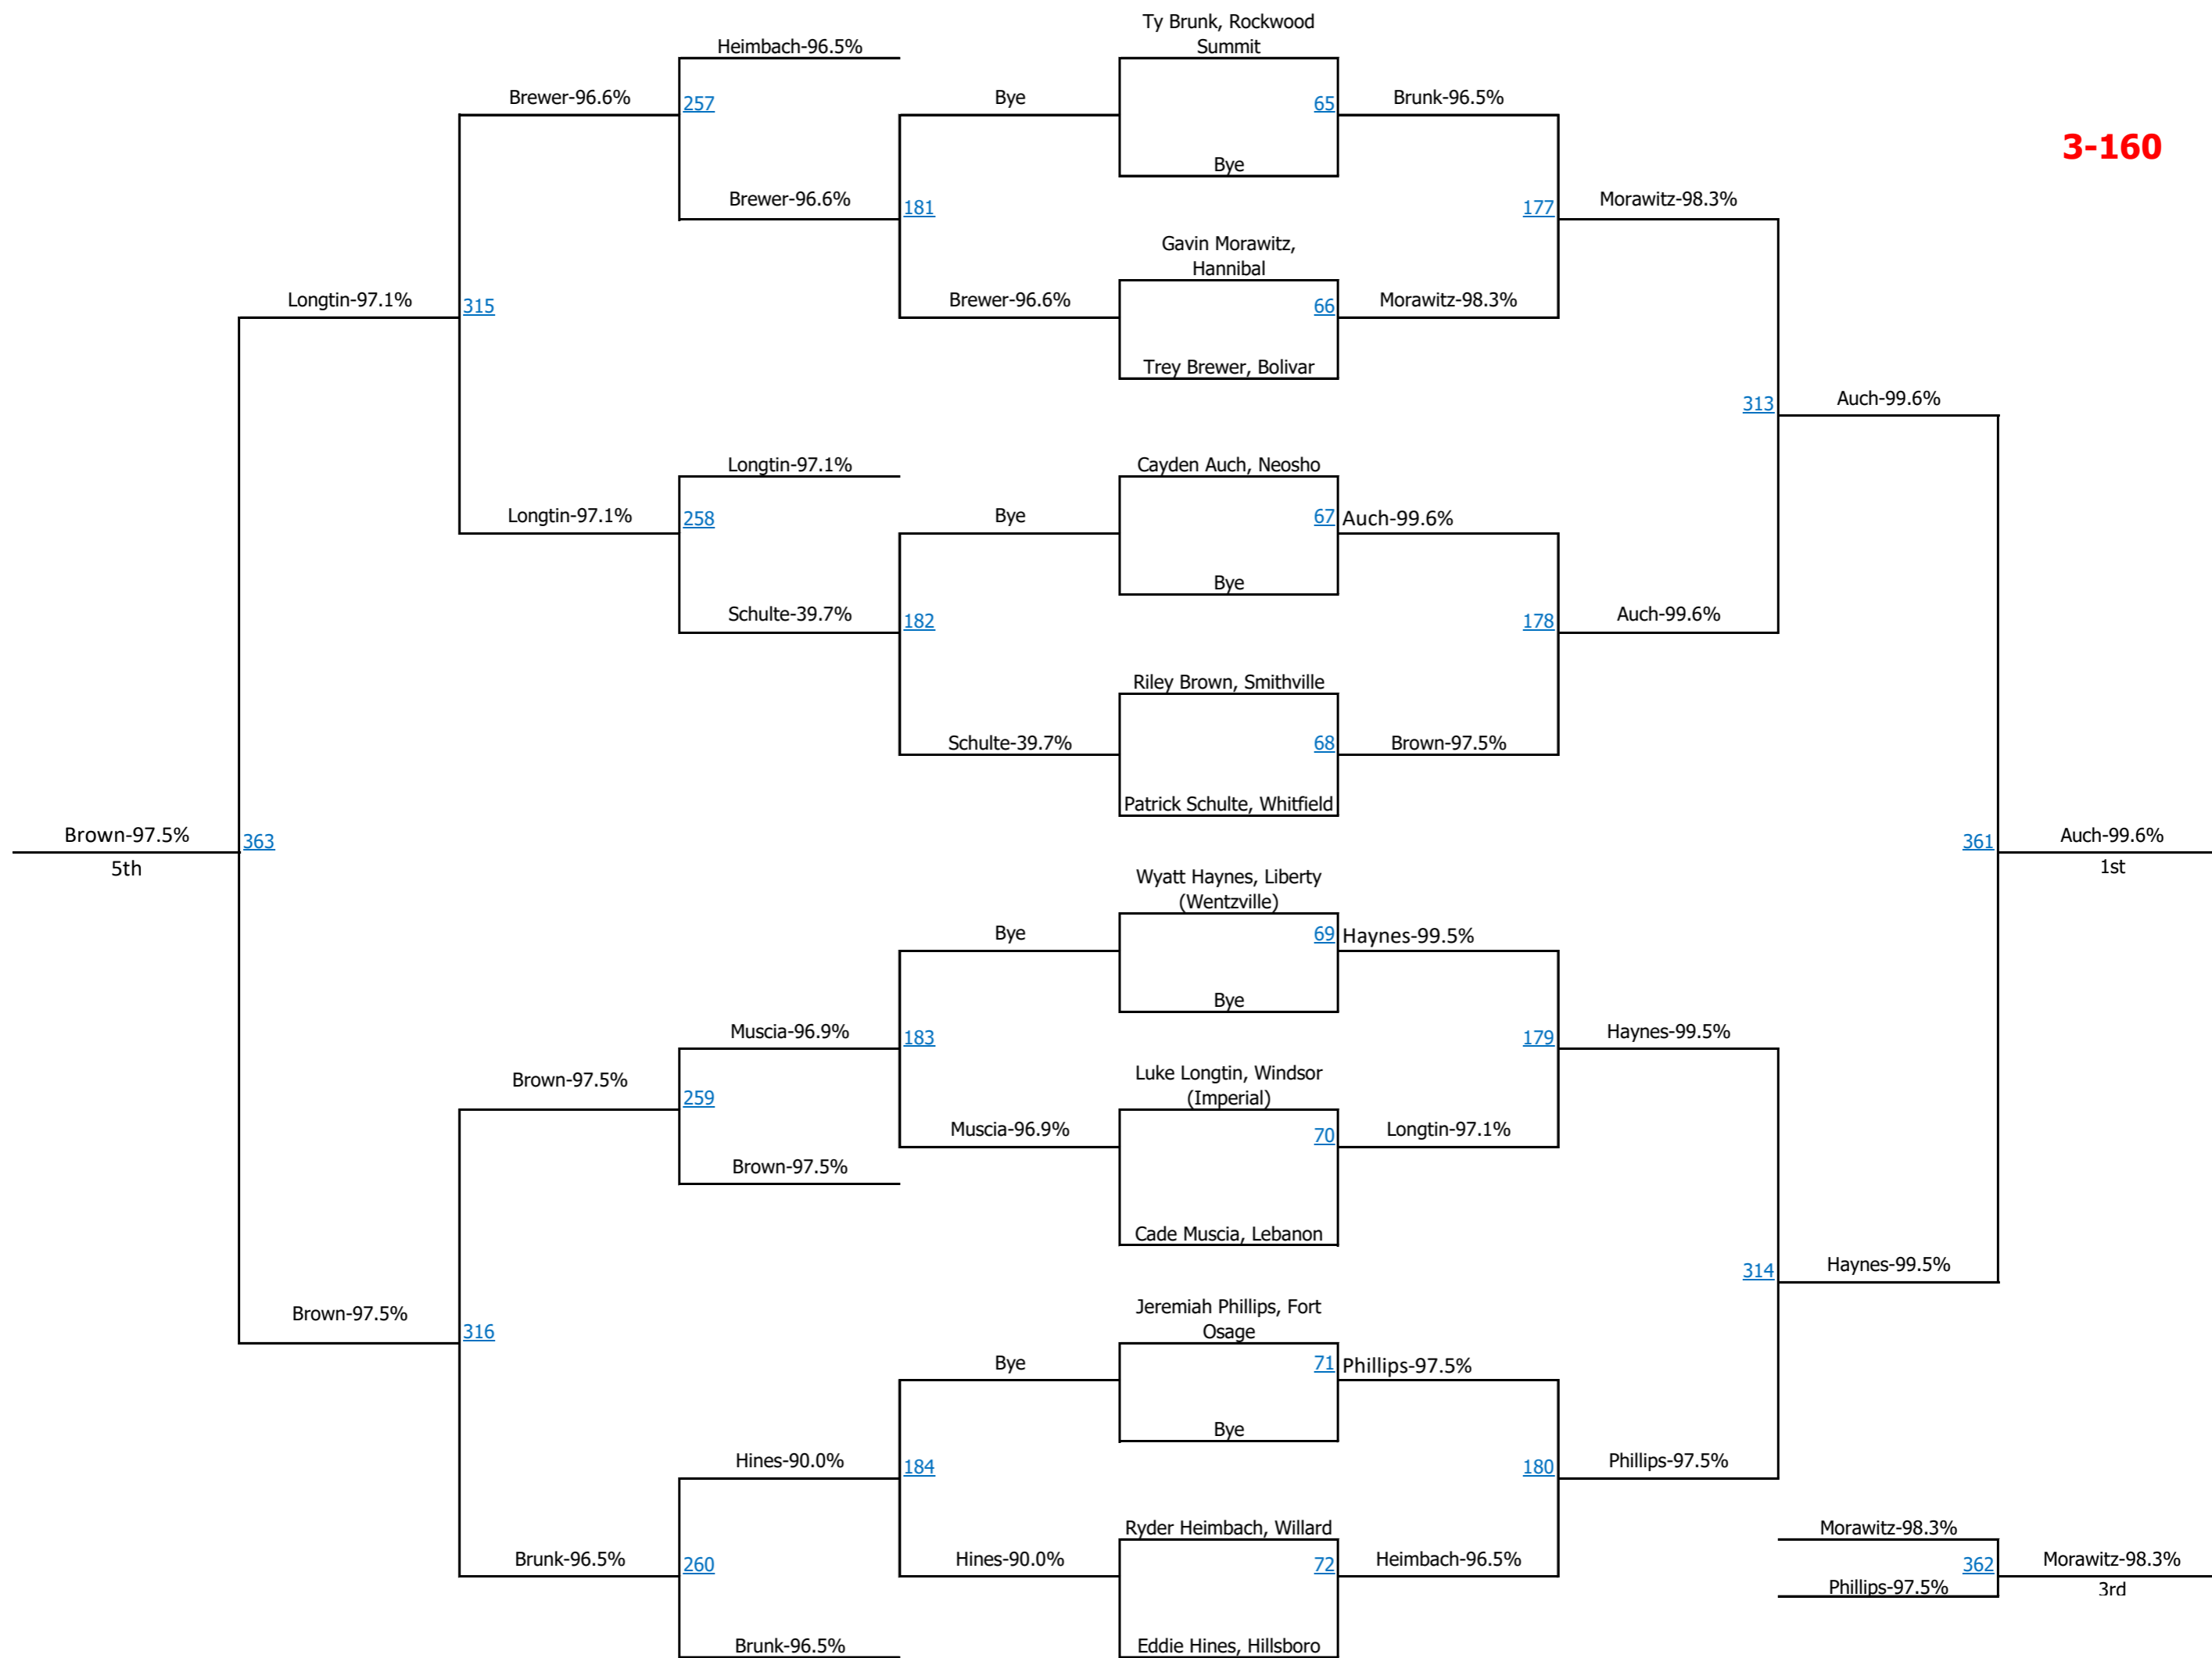 Ty Brunk, Rockwood
Summit
Heimbach-96.5%
Brewer-96.6%
257
Bye
65
Brunk-96.5%
3-160
Bye
Brewer-96.6%
181
177
Morawitz-98.3%
Gavin Morawitz,
Hannibal
Longtin-97.1%
315
Brewer-96.6%
66
Morawitz-98.3%
Trey Brewer, Bolivar
313
Auch-99.6%
Longtin-97.1%
Cayden Auch, Neosho
Longtin-97.1%
258
Bye
67
Auch-99.6%
Bye
Schulte-39.7%
182
178
Auch-99.6%
Riley Brown, Smithville
Schulte-39.7%
68
Brown-97.5%
Patrick Schulte, Whitfield
Brown-97.5%
363
361
Auch-99.6%
5th
1st
Wyatt Haynes, Liberty
(Wentzville)
Bye
69
Haynes-99.5%
Bye
Muscia-96.9%
183
179
Haynes-99.5%
Brown-97.5%
259
Luke Longtin, Windsor
(Imperial)
Muscia-96.9%
70
Longtin-97.1%
Brown-97.5%
Cade Muscia, Lebanon
314
Haynes-99.5%
Brown-97.5%
316
Jeremiah Phillips, Fort
Osage
Bye
71
Phillips-97.5%
Bye
Hines-90.0%
184
180
Phillips-97.5%
Ryder Heimbach, Willard
Morawitz-98.3%
Brunk-96.5%
260
Hines-90.0%
72
Heimbach-96.5%
362
Morawitz-98.3%
Phillips-97.5%
3rd
Brunk-96.5%
Eddie Hines, Hillsboro